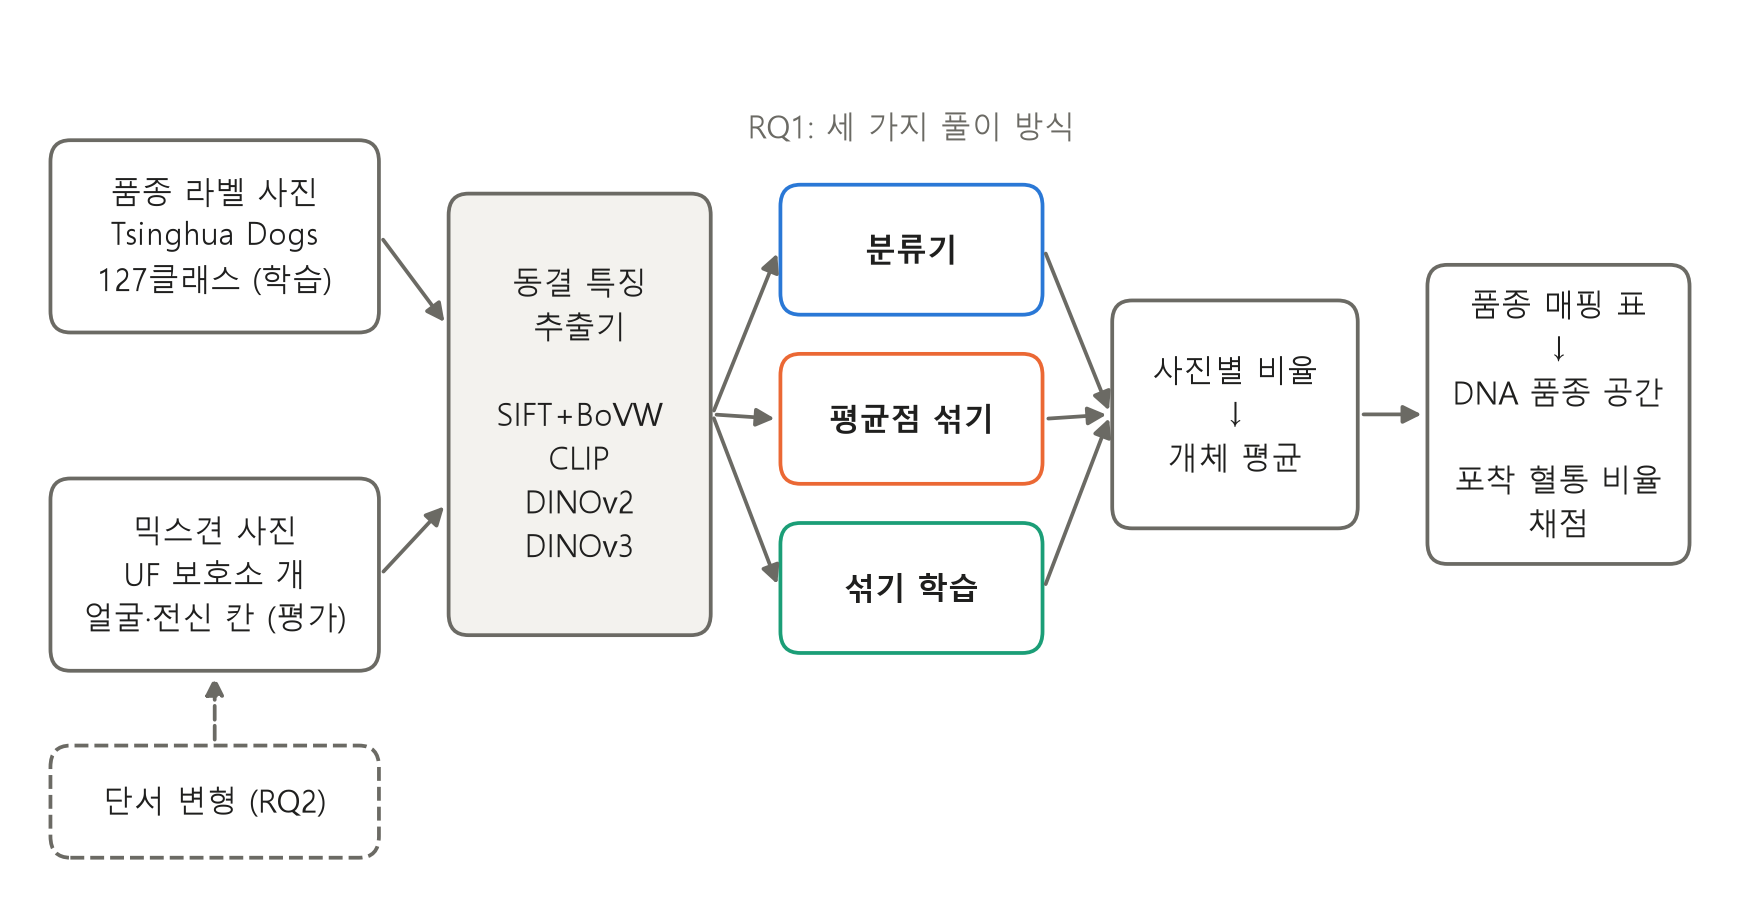 RQ1: 세 가지 풀이 방식
품종 라벨 사진
Tsinghua Dogs
127클래스 (학습)
믹스견 사진
UF 보호소 개
얼굴·전신 칸 (평가)
단서 변형 (RQ2)
동결 특징
추출기
SIFT+BoVW
CLIP
DINOv2
DINOv3
분류기
평균점 섞기
섞기 학습
사진별 비율
↓
개체 평균
품종 매핑 표
↓
DNA 품종 공간
포착 혈통 비율
채점